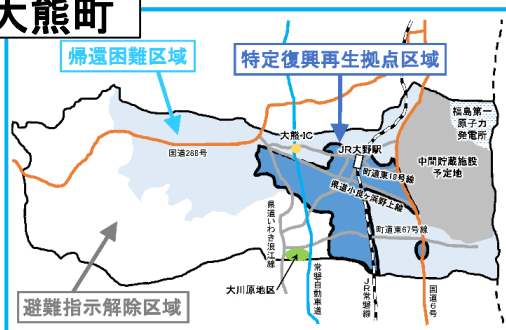 大熊町
帰還困難区域
特定復興再生拠点区域
大熊・IC
JR大野駅
福島第一
原子力
発電所
国道288号
中間貯蔵施設
予定地
町道東18号線
県道小良ヶ浜野上線
県道いわき浪江線
町道東67号線
大川原地区
常磐自動車道
JR常磐線
国道6号
避難指示解除区域